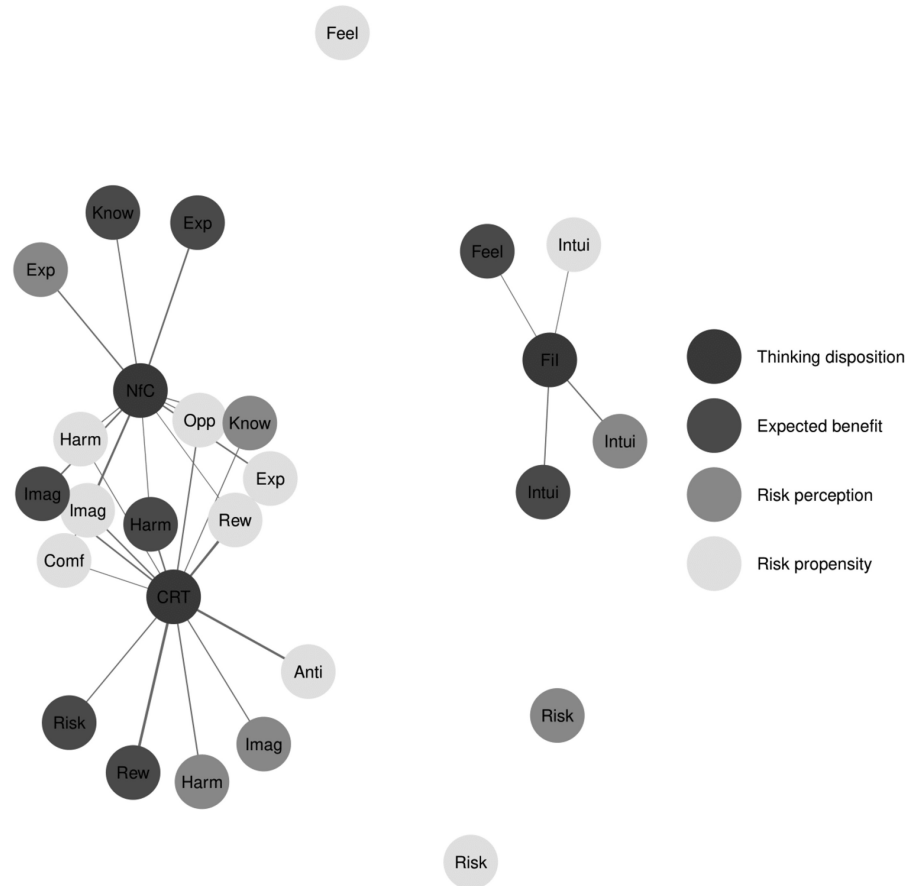 Feel
Know
Exp
Exp
Feel
Intui
NfC
FiI
Thinking disposition
Harm
Opp
Know
Expected benefit
Intui
Exp
Imag
Imag
Intui
Risk perception
Harm
Rew
Comf
Risk propensity
CRT
Anti
Risk
Risk
Imag
Rew
Harm
Risk